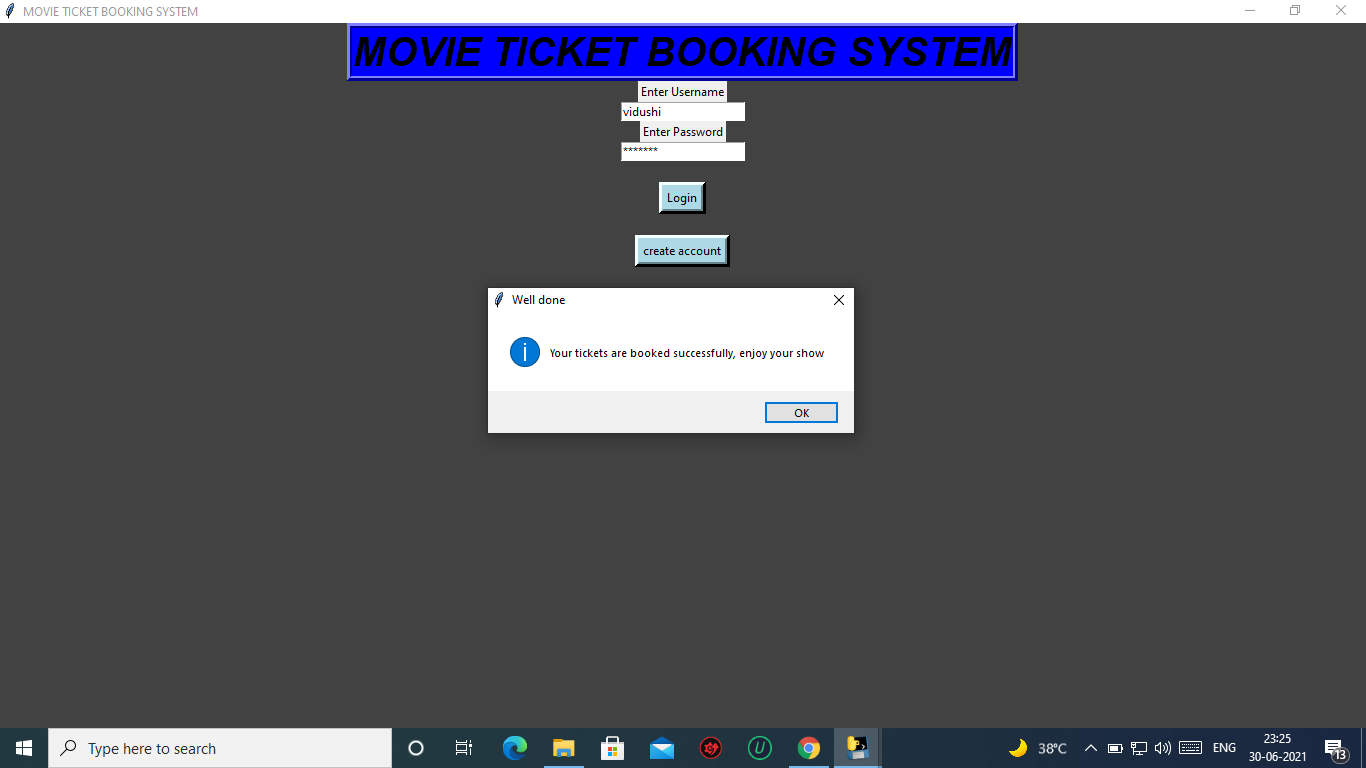 MOVIE TICKET BOOKING SYSTEM
MOVIE TICKET BOOKING SYSTEM
Enter Username
vidushi
Enter Password
*******
Login
create account
Well done
i
Your tickets are booked successfully, enjoy your show
OK
Type here to search
U
38°C
ENG
23:25
30-06-2021
13